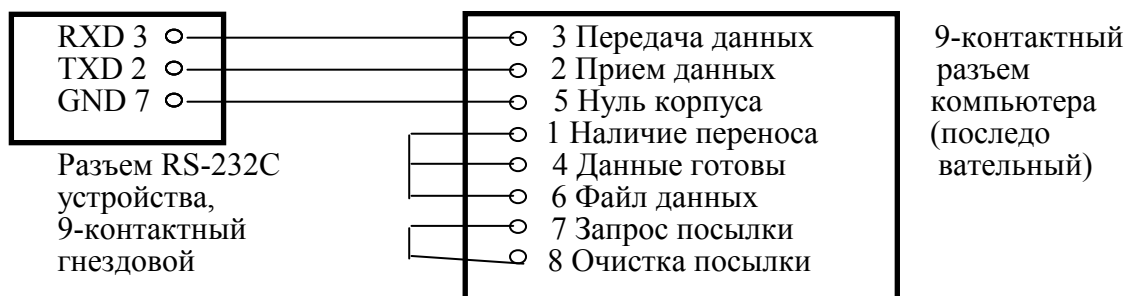 RXD 3
TXD 2
GND 7
Разъем RS-232C
устройства,
9-контактный
гнездовой
3 Передача данных
2 Прием данных
5 Нуль корпуса
1 Наличие переноса
4 Данные готовы
6 Файл данных
7 Запрос посылки
8 Очистка посылки
9-контактный
разъем
компьютера
(последо
вательный)